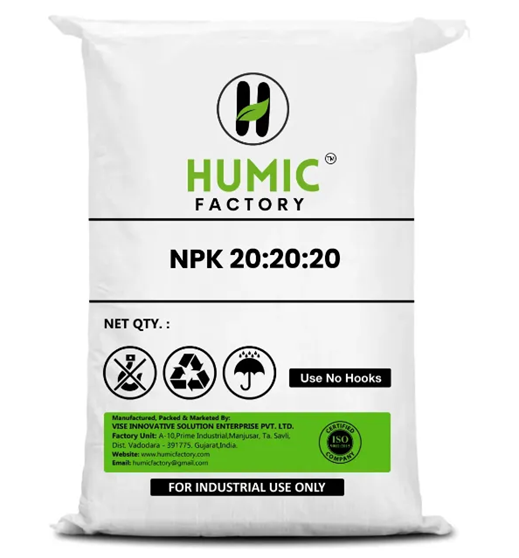 H
HUMIC ™
FACTORY
NPK 20:20:20
NET QTY. :
Use No Hooks
Manufactured, Packed & Marketed By:
VISE INNOVATIVE SOLUTION ENTERPRISE PVT. LTD.
Factory Unit: A-10,Prime Industrial,Manjusar, Ta. Savli,
Dist. Vadodara - 391775. Gujarat,India.
Website: www.humicfactory.com
Email: humicfactory@gmail.com
CERTIFIED
ISO
COMPANY
FOR INDUSTRIAL USE ONLY